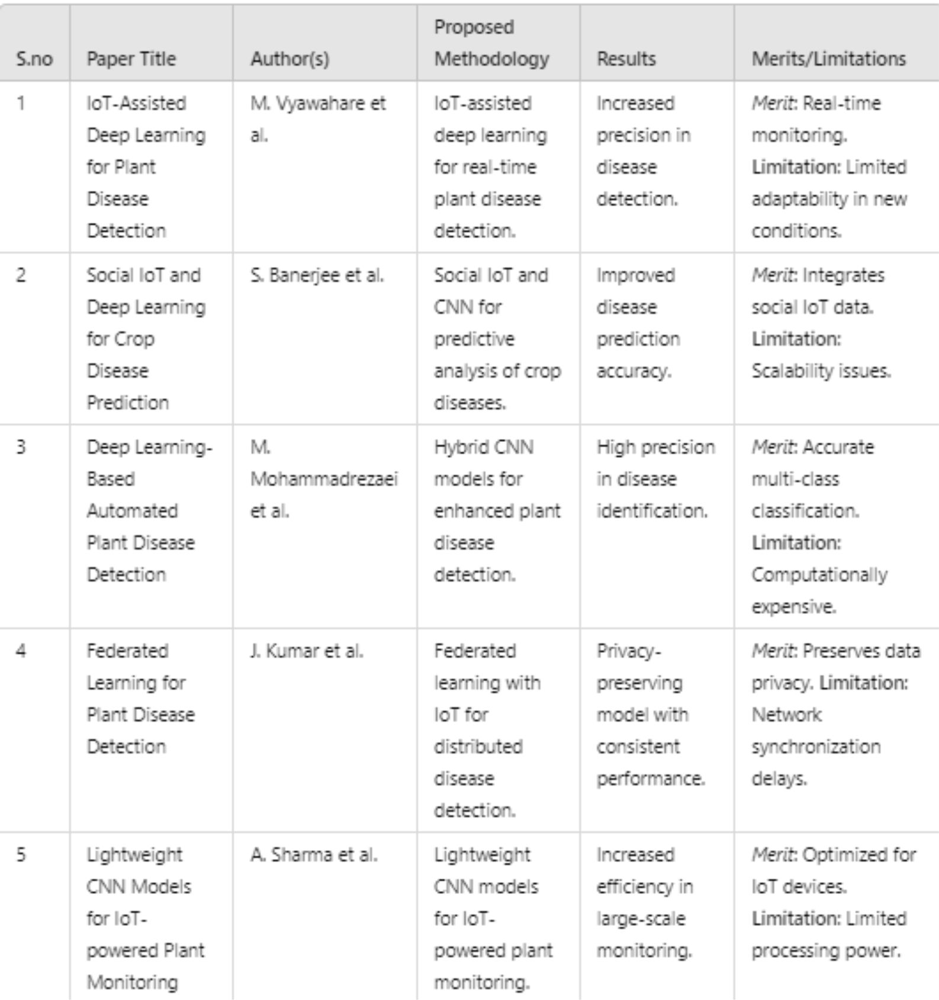 S.no
Paper Title
Author(s)
Proposed
Methodology
Results
Merits/Limitations
1
IoT-Assisted
Deep Learning
for Plant
Disease
Detection
M. Vyawahare et
al.
IoT-assisted
deep learning
for real-time
plant disease
detection.
Increased
precision in
disease
detection.
Merit: Real-time
monitoring.
Limitation: Limited
adaptability in new
conditions.
2
Social IoT and
Deep Learning
for Crop
Disease
Prediction
S. Banerjee et al.
Social IoT and
CNN for
predictive
analysis of crop
diseases.
Improved
disease
prediction
accuracy.
Merit: Integrates
social IoT data.
Limitation:
Scalability issues.
3
Deep Learning-
Based
Automated
Plant Disease
Detection
M.
Mohammadrezaei
et al.
Hybrid CNN
models for
enhanced plant
disease
detection.
High precision
in disease
identification.
Merit: Accurate
multi-class
classification.
Limitation:
Computationally
expensive.
4
Federated
Learning for
Plant Disease
Detection
J. Kumar et al.
Federated
learning with
IoT for
distributed
disease
detection.
Privacy-
preserving
model with
consistent
performance.
Merit: Preserves data
privacy. Limitation:
Network
synchronization
delays.
5
Lightweight
CNN Models
for IoT-
powered Plant
Monitoring
A. Sharma et al.
Lightweight
CNN models
for IoT-
powered plant
monitoring.
Increased
efficiency in
large-scale
monitoring.
Merit: Optimized for
IoT devices.
Limitation: Limited
processing power.